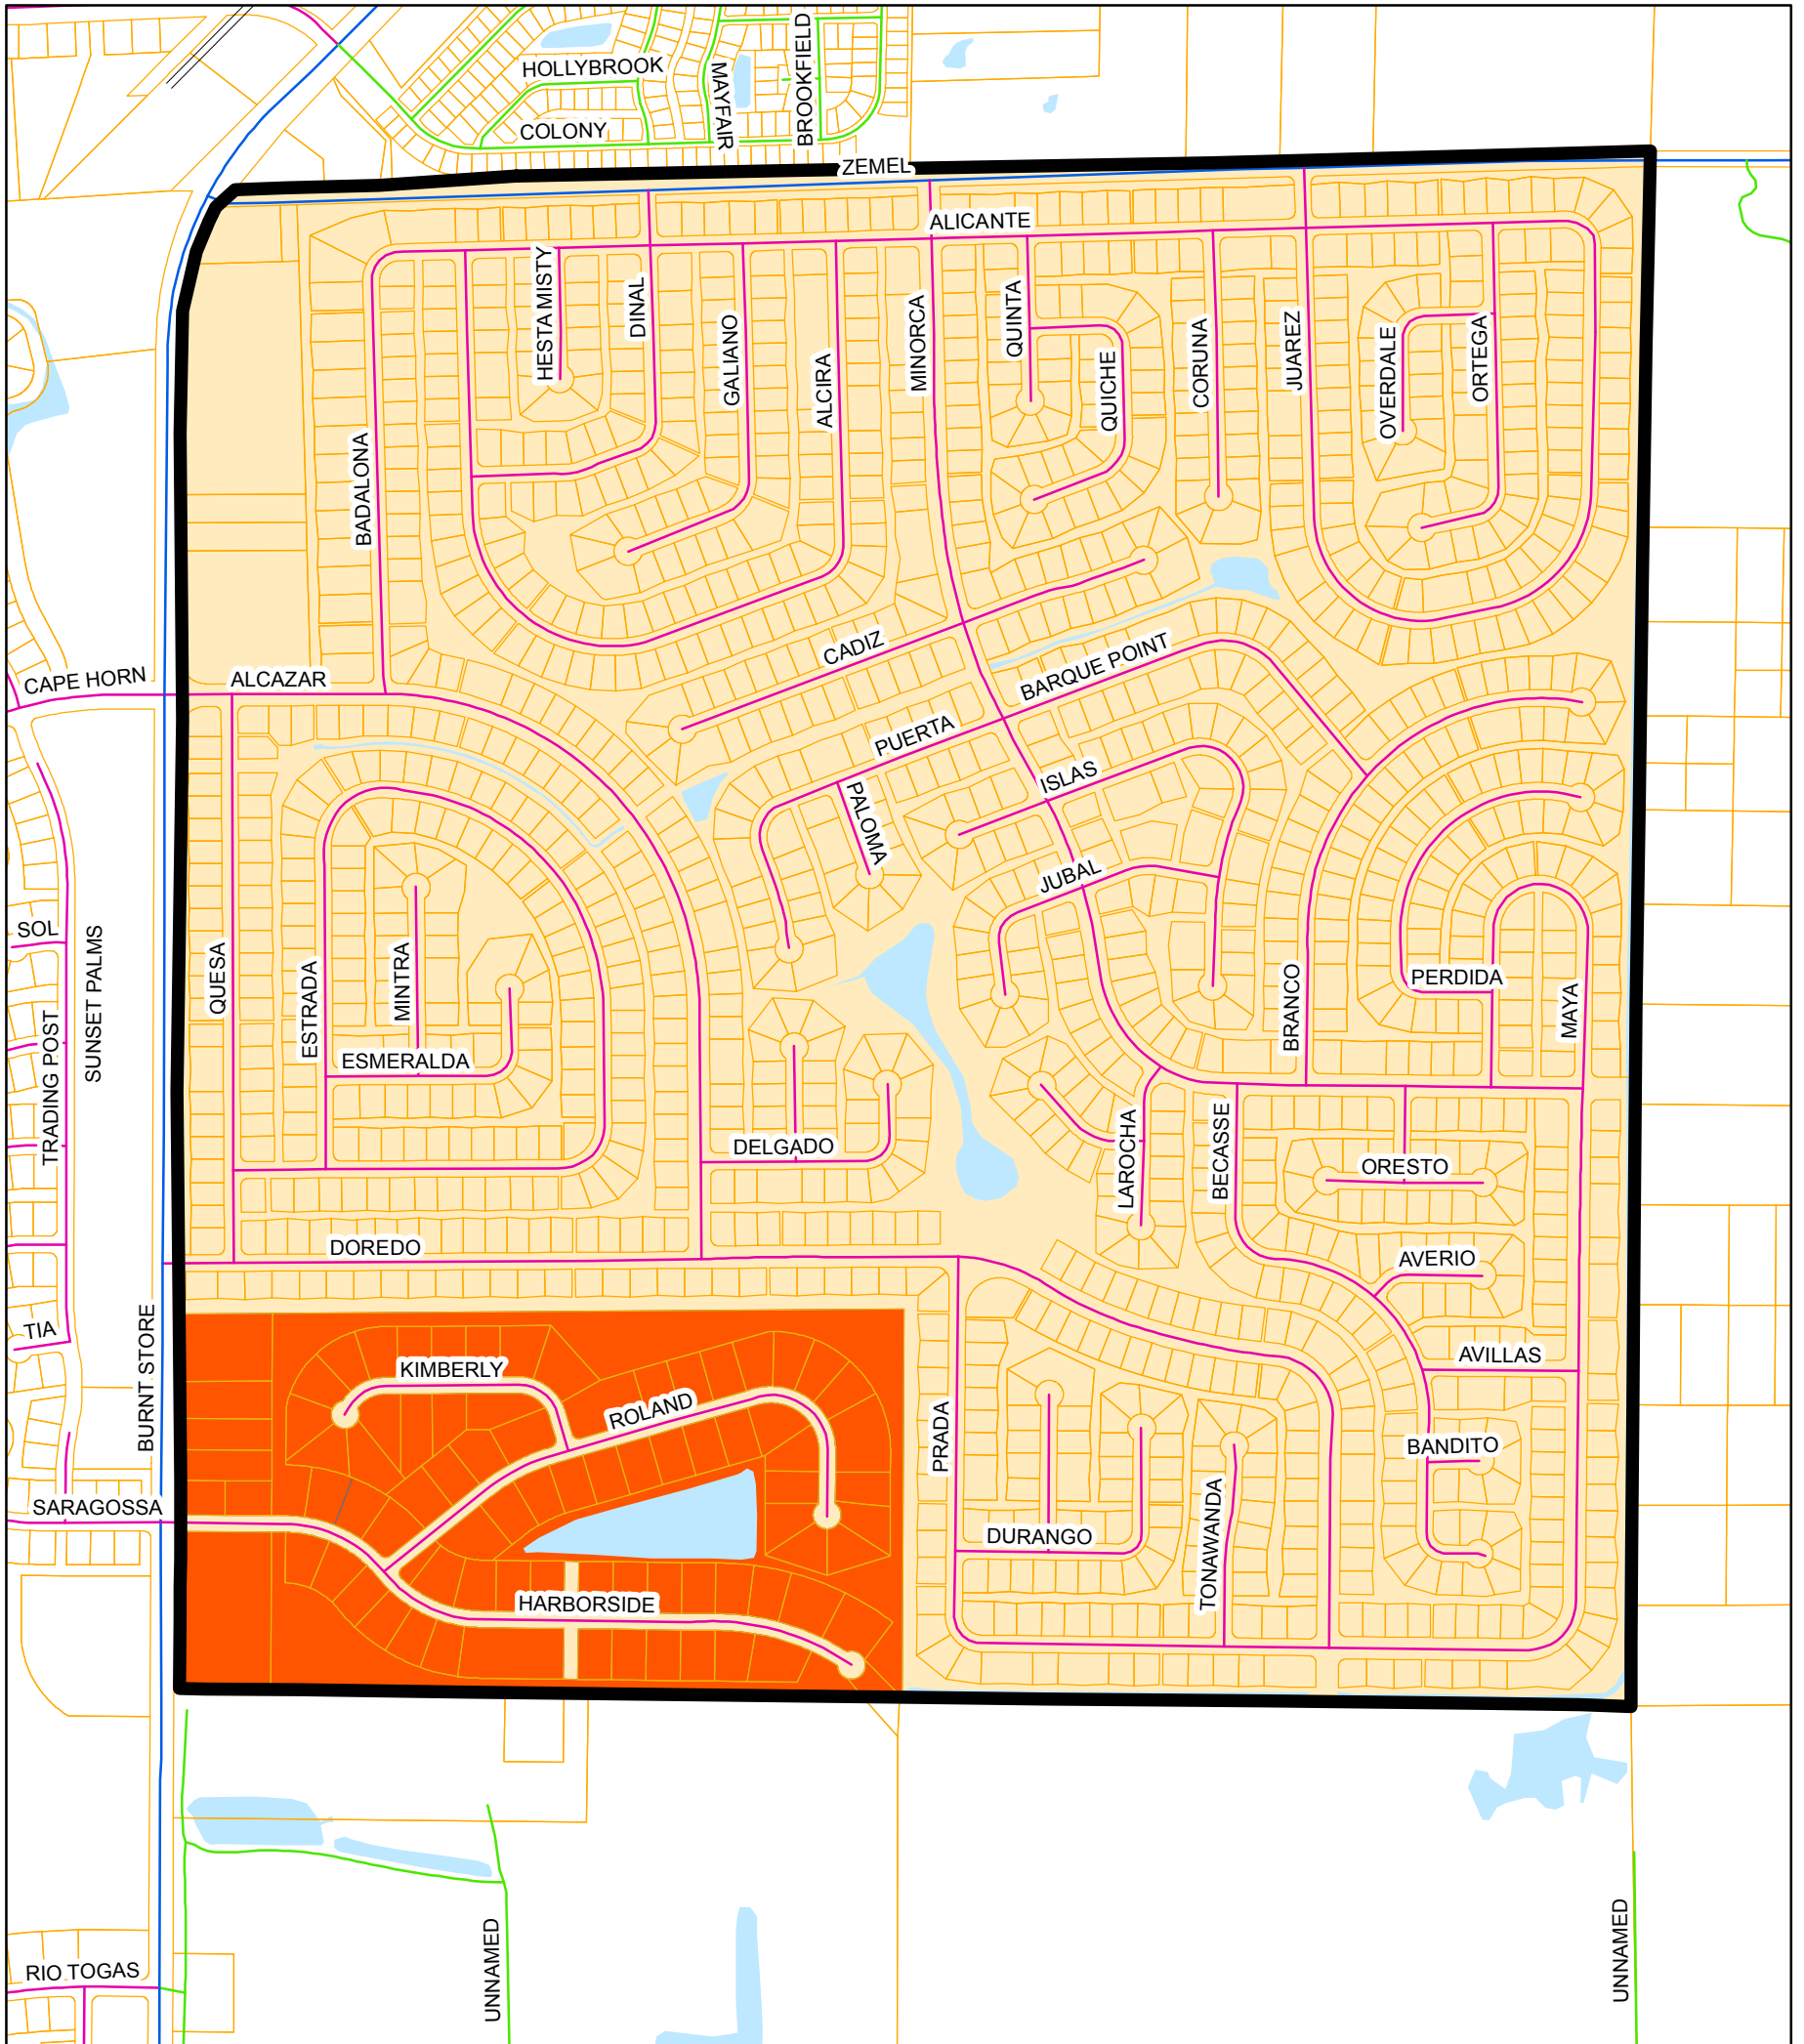 HOLLYBROOK
MAYFAIR
BROOKFIELD
COLONY
ZEMEL
ALICANTE
HESTA MISTY
DINAL
GALIANO
ALCIRA
MINORCA
QUINTA
QUICHE
CORUNA
JUAREZ
OVERDALE
ORTEGA
BADALONA
CADIZ
BARQUE POINT
CAPE HORN
ALCAZAR
PUERTA
ISLAS
PALOMA
JUBAL
SOL
SUNSET PALMS
QUESA
ESTRADA
MINTRA
BRANCO
PERDIDA
MAYA
TRADING POST
ESMERALDA
DELGADO
LAROCHA
BECASSE
ORESTO
DOREDO
AVERIO
TIA
BURNT STORE
KIMBERLY
ROLAND
PRADA
AVILLAS
BANDITO
SARAGOSSA
DURANGO
TONAWANDA
HARBORSIDE
RIO TOGAS
UNNAMED
UNNAMED